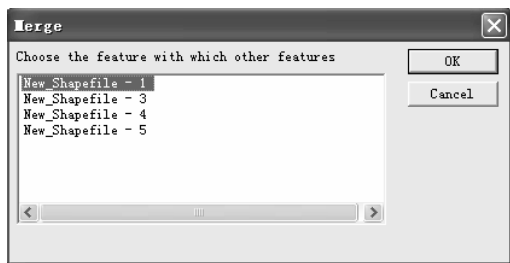 Merge
Choose the feature with which other features
OK
New_Shapefile - 1
Cancel
New_Shapefile - 3
New_Shapefile - 4
New_Shapefile - 5